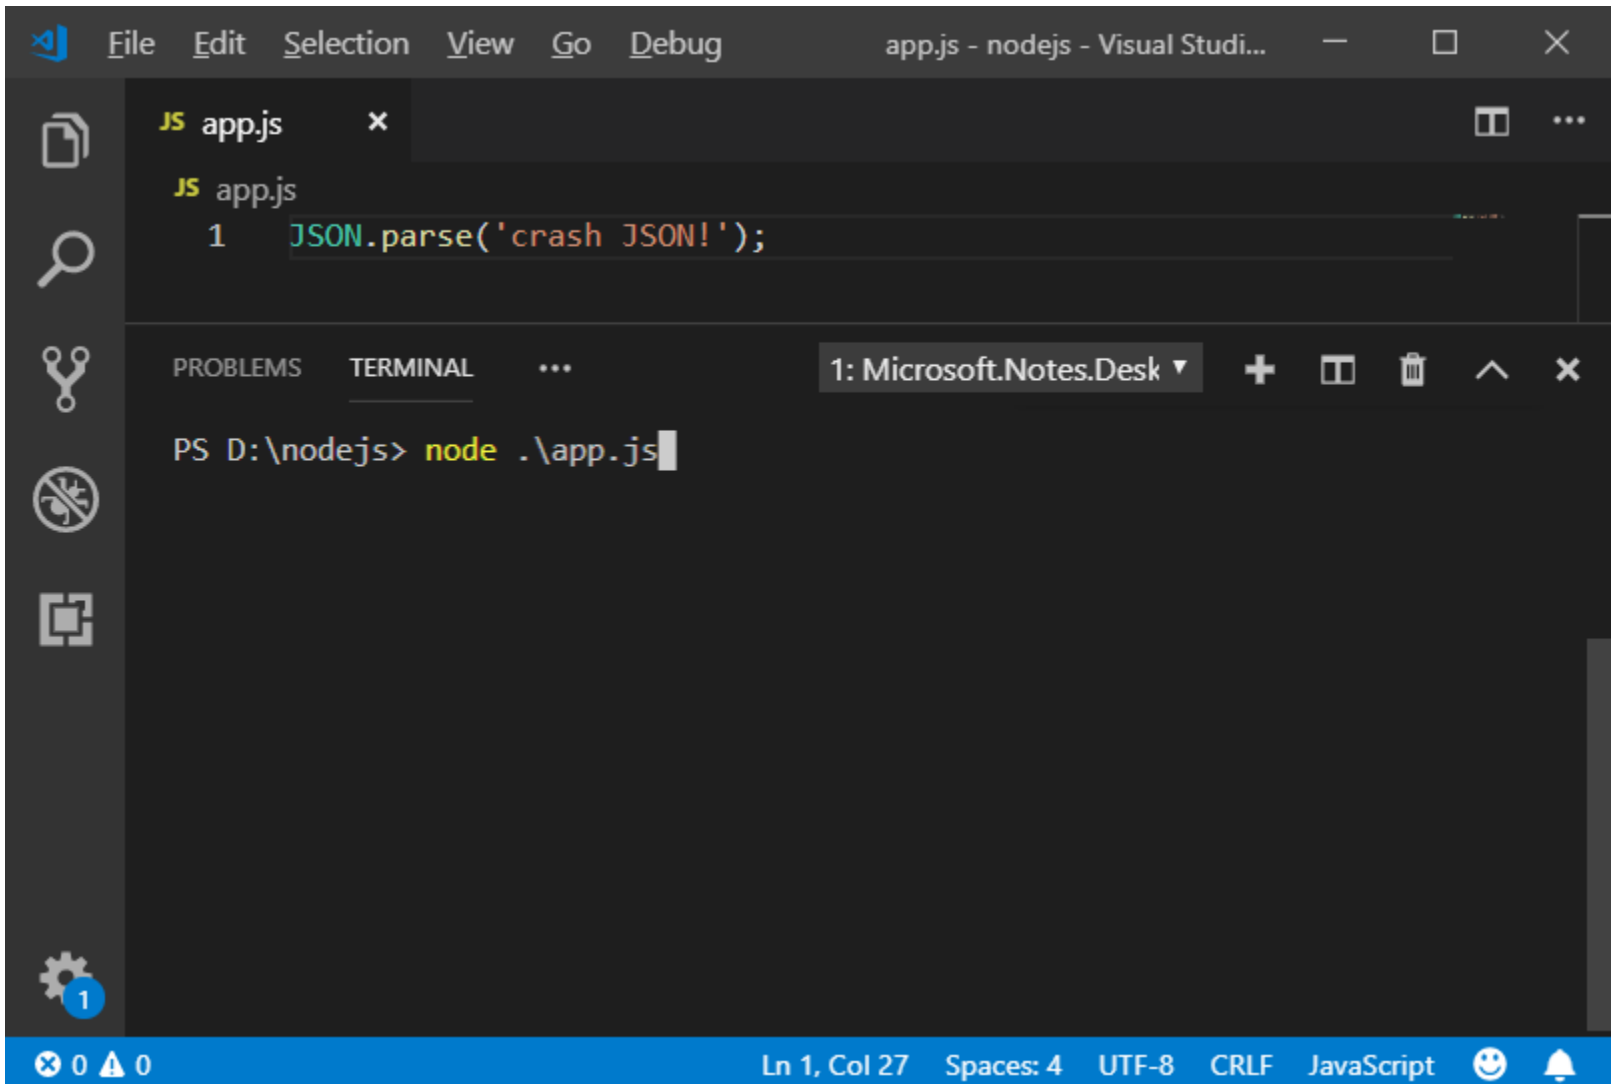 File Edit Selection View Go Debug app.js - nodejs - Visual Studi...
JS app.js
JS app.js
1 JSON.parse('crash JSON!');
PROBLEMS TERMINAL ... 1: Microsoft.Notes.Desk
PS D:\nodejs> node .\app.js
1
0 0 Ln 1, Col 27 Spaces: 4 UTF-8 CRLF JavaScript